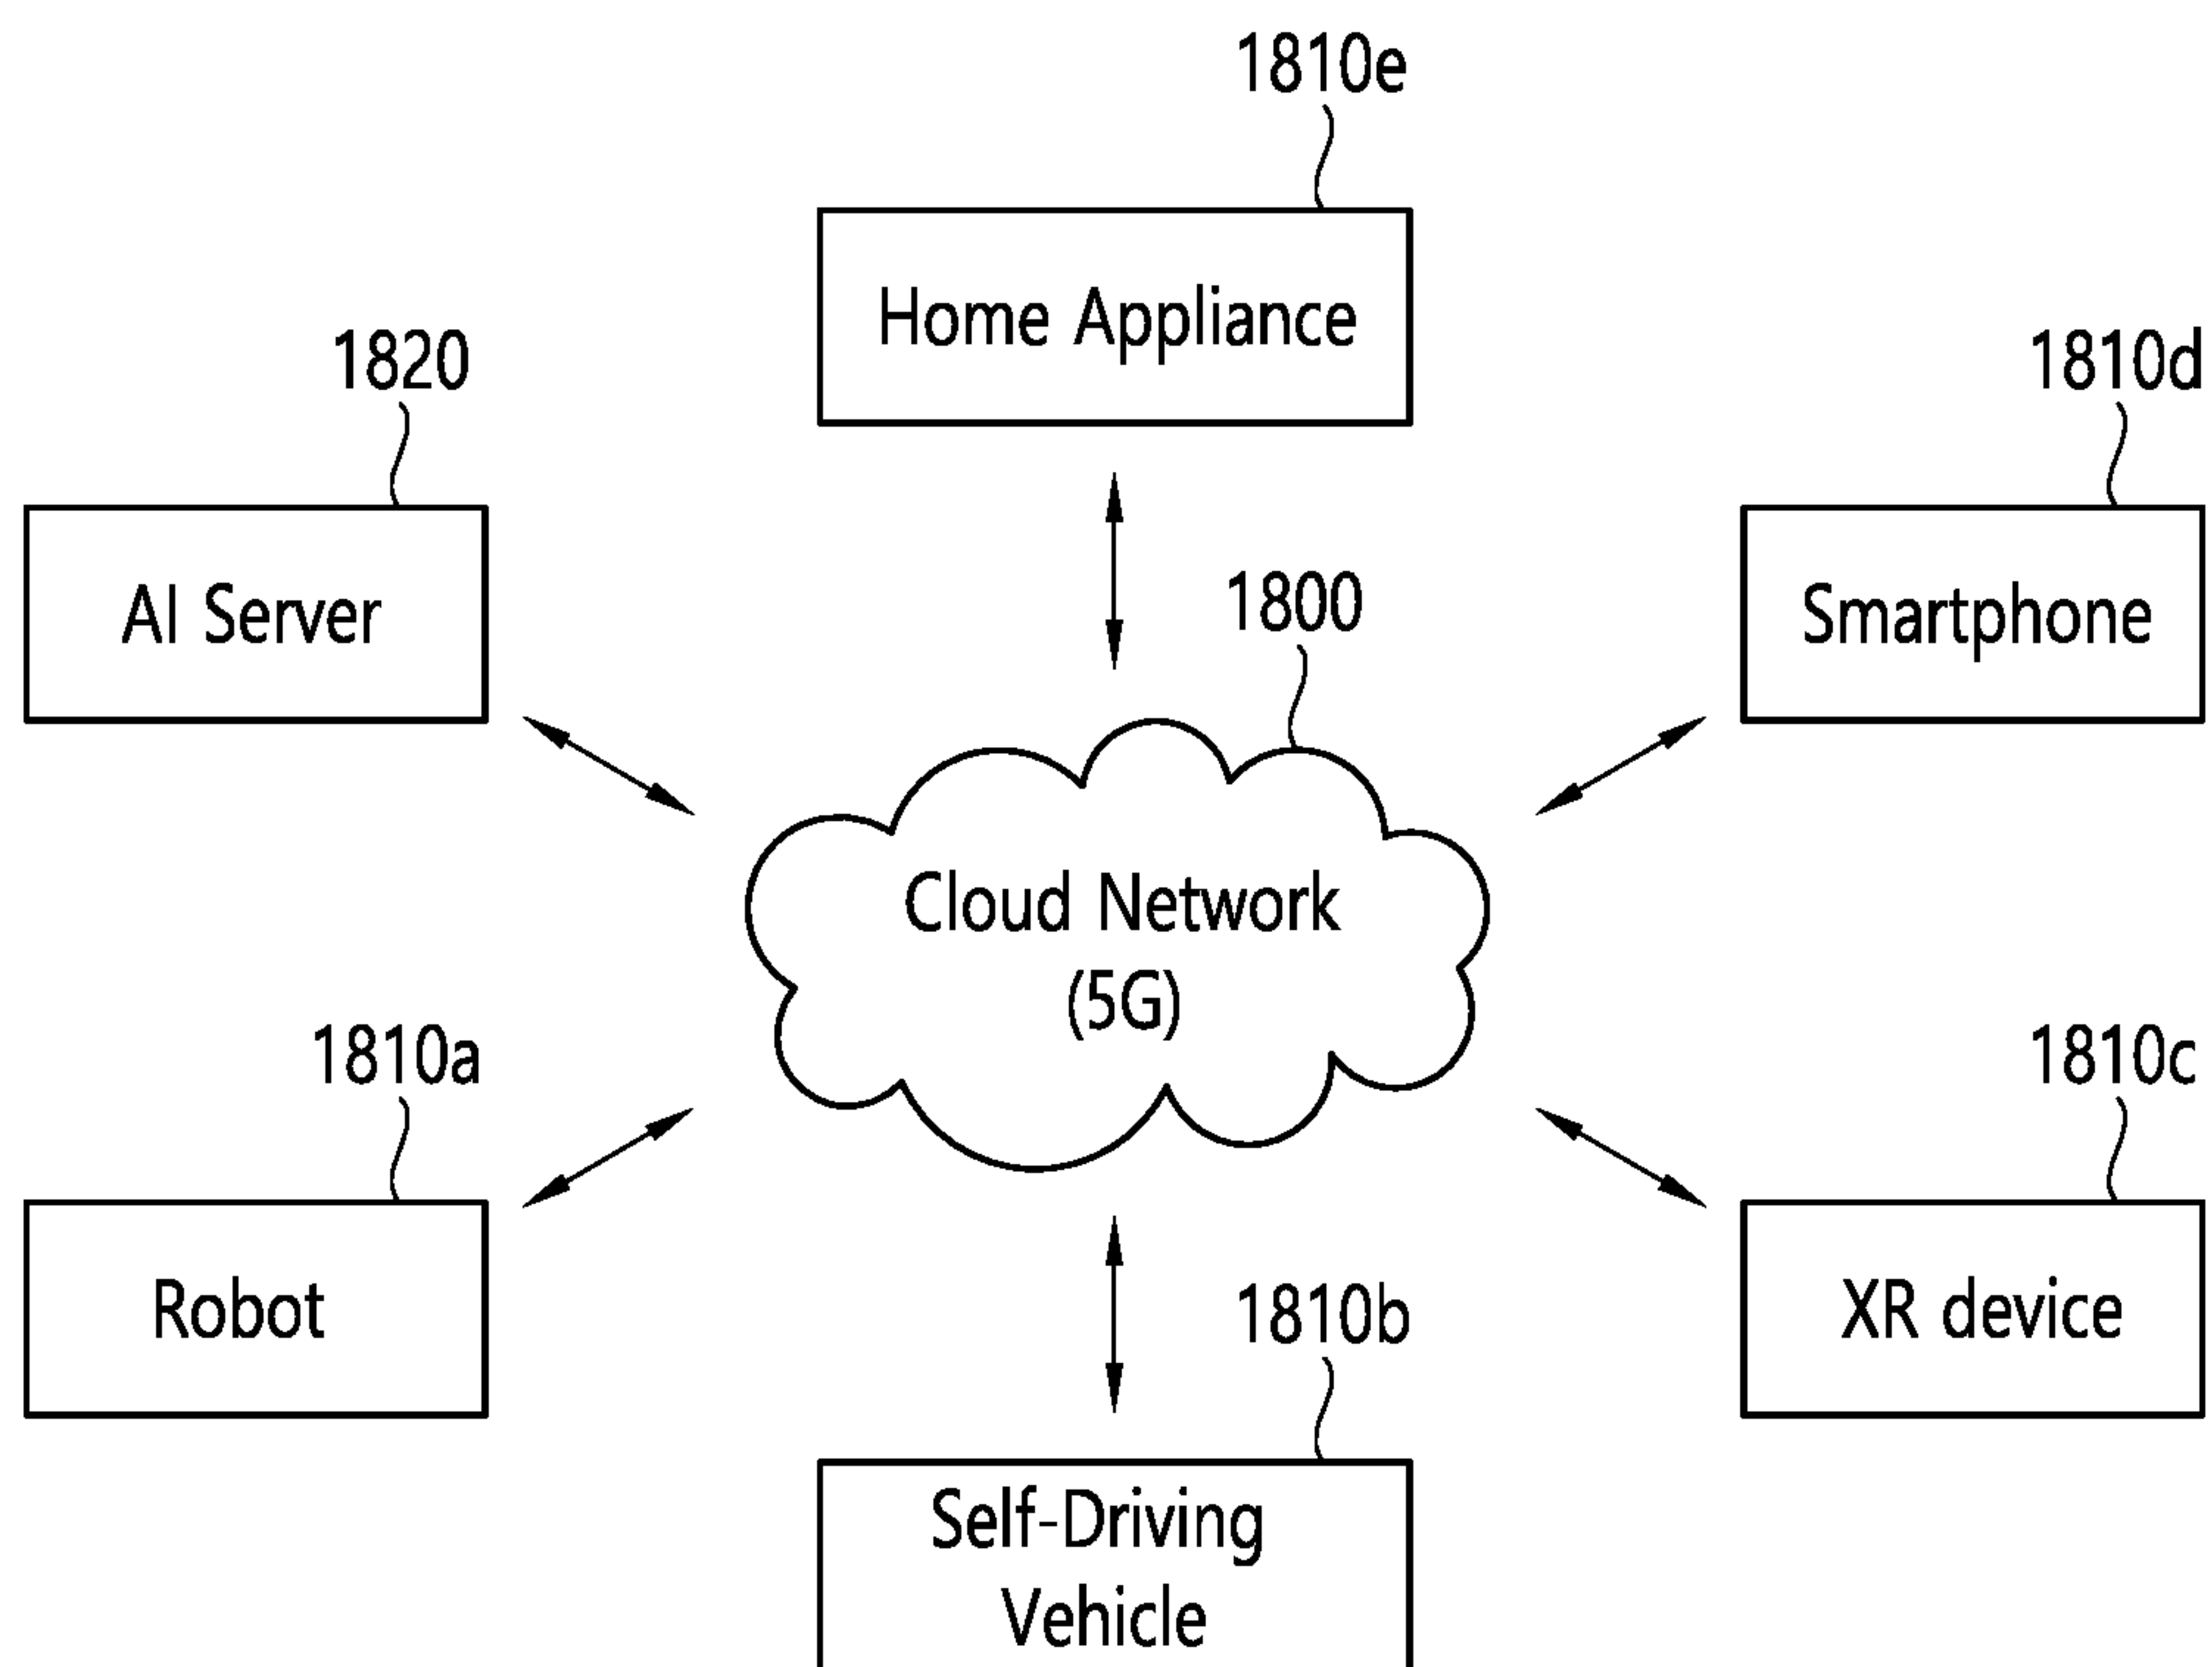 1810e
Home Appliance
1820
AI Server
1810d
Smartphone
1800
Cloud Network
(5G)
1810a
Robot
1810c
XR device
1810b
Self-Driving
Vehicle